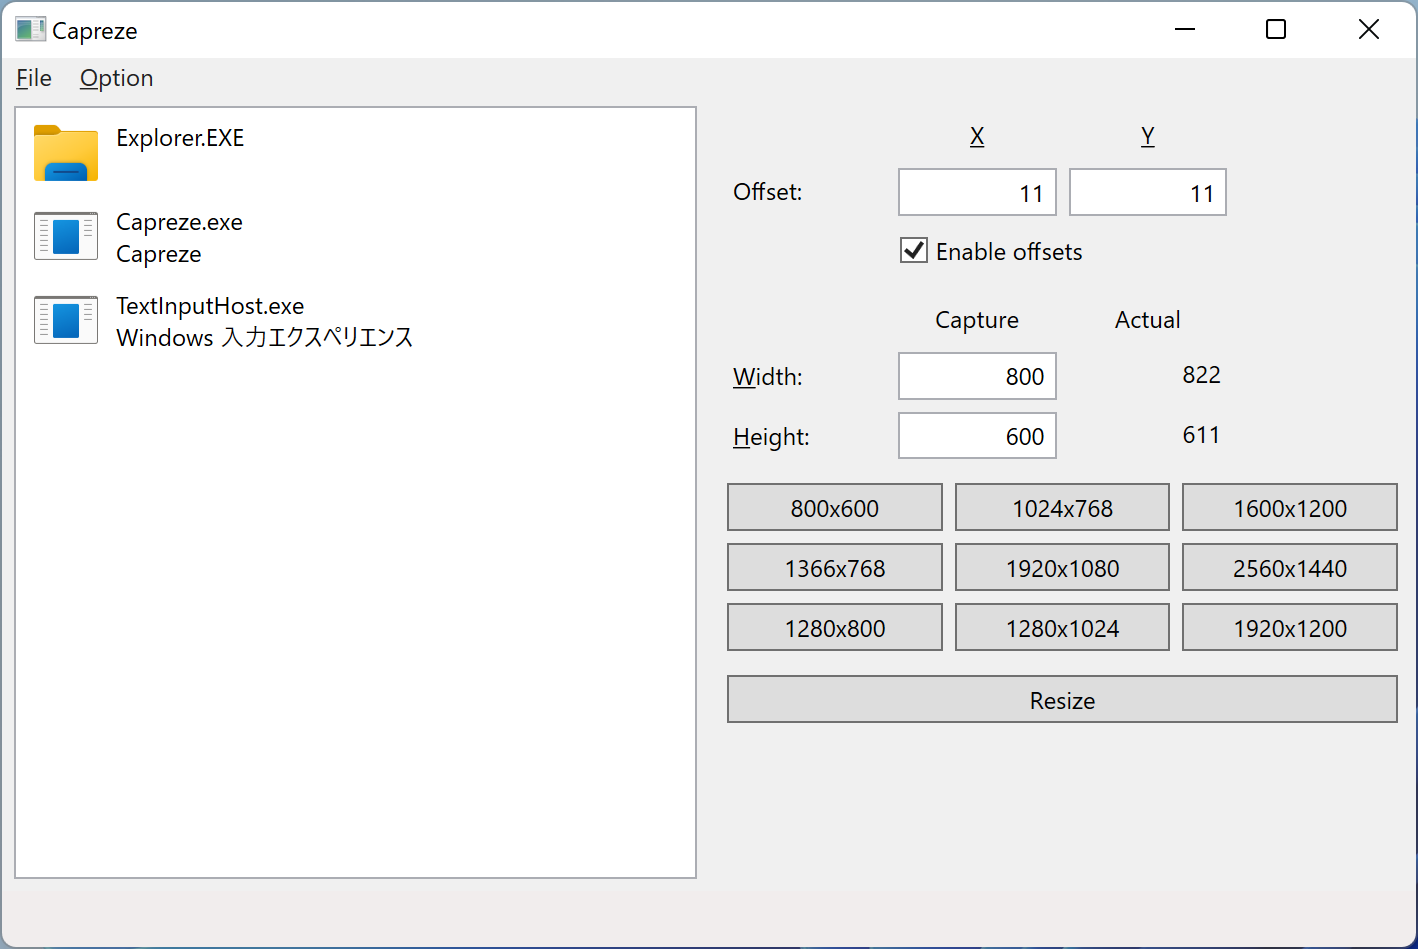 Capreze
File Option
Explorer.EXE
Capreze.exe
Capreze
TextInputHost.exe
Windows 入力エクスペリエンス
X Y
Offset: 11 11
Enable offsets
Capture Actual
Width: 800 822
Height: 600 611
800x600 1024x768 1600x1200
1366x768 1920x1080 2560x1440
1280x800 1280x1024 1920x1200
Resize